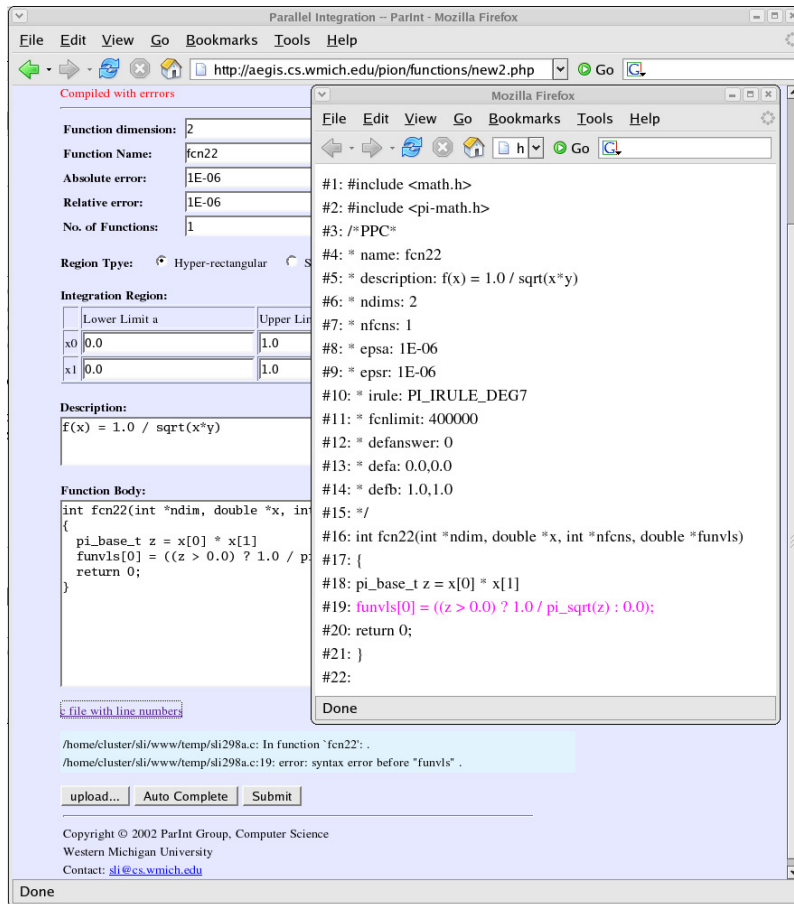 Parallel Integration -- ParInt - Mozilla Firefox
File Edit View Go Bookmarks Tools Help
http://aegis.cs.wmich.edu/pion/functions/new2.php Go G
Compiled with errrors
Function dimension: 2
Function Name: fcn22
Absolute error: 1E-06
Relative error: 1E-06
No. of Functions: 1
Region Tpye: Hyper-rectangular S
Integration Region:
Lower Limit a Upper Lin
x0 0.0 1.0
x1 0.0 1.0
Description:
f(x) = 1.0 / sqrt(x*y)
Function Body:
int fcn22(int *ndim, double *x, int
{
pi_base_t z = x[0] * x[1]
funvls[0] = ((z > 0.0) ? 1.0 / pi
return 0;
}
c file with line numbers
/home/cluster/sli/www/temp/sli298a.c: In function `fcn22': .
/home/cluster/sli/www/temp/sli298a.c:19: error: syntax error before "funvls" .
upload... Auto Complete Submit
Copyright © 2002 ParInt Group, Computer Science
Western Michigan University
Contact: sli@cs.wmich.edu
Done
Mozilla Firefox
File Edit View Go Bookmarks Tools Help
h Go G
#1: #include <math.h>
#2: #include <pi-math.h>
#3: /*PPC*
#4: * name: fcn22
#5: * description: f(x) = 1.0 / sqrt(x*y)
#6: * ndims: 2
#7: * nfcns: 1
#8: * epsa: 1E-06
#9: * epsr: 1E-06
#10: * irule: PI_IRULE_DEG7
#11: * fcnlimit: 400000
#12: * defanswer: 0
#13: * defa: 0.0,0.0
#14: * defb: 1.0,1.0
#15: */
#16: int fcn22(int *ndim, double *x, int *nfcns, double *funvls)
#17: {
#18: pi_base_t z = x[0] * x[1]
#19: funvls[0] = ((z > 0.0) ? 1.0 / pi_sqrt(z) : 0.0);
#20: return 0;
#21: }
#22:
Done